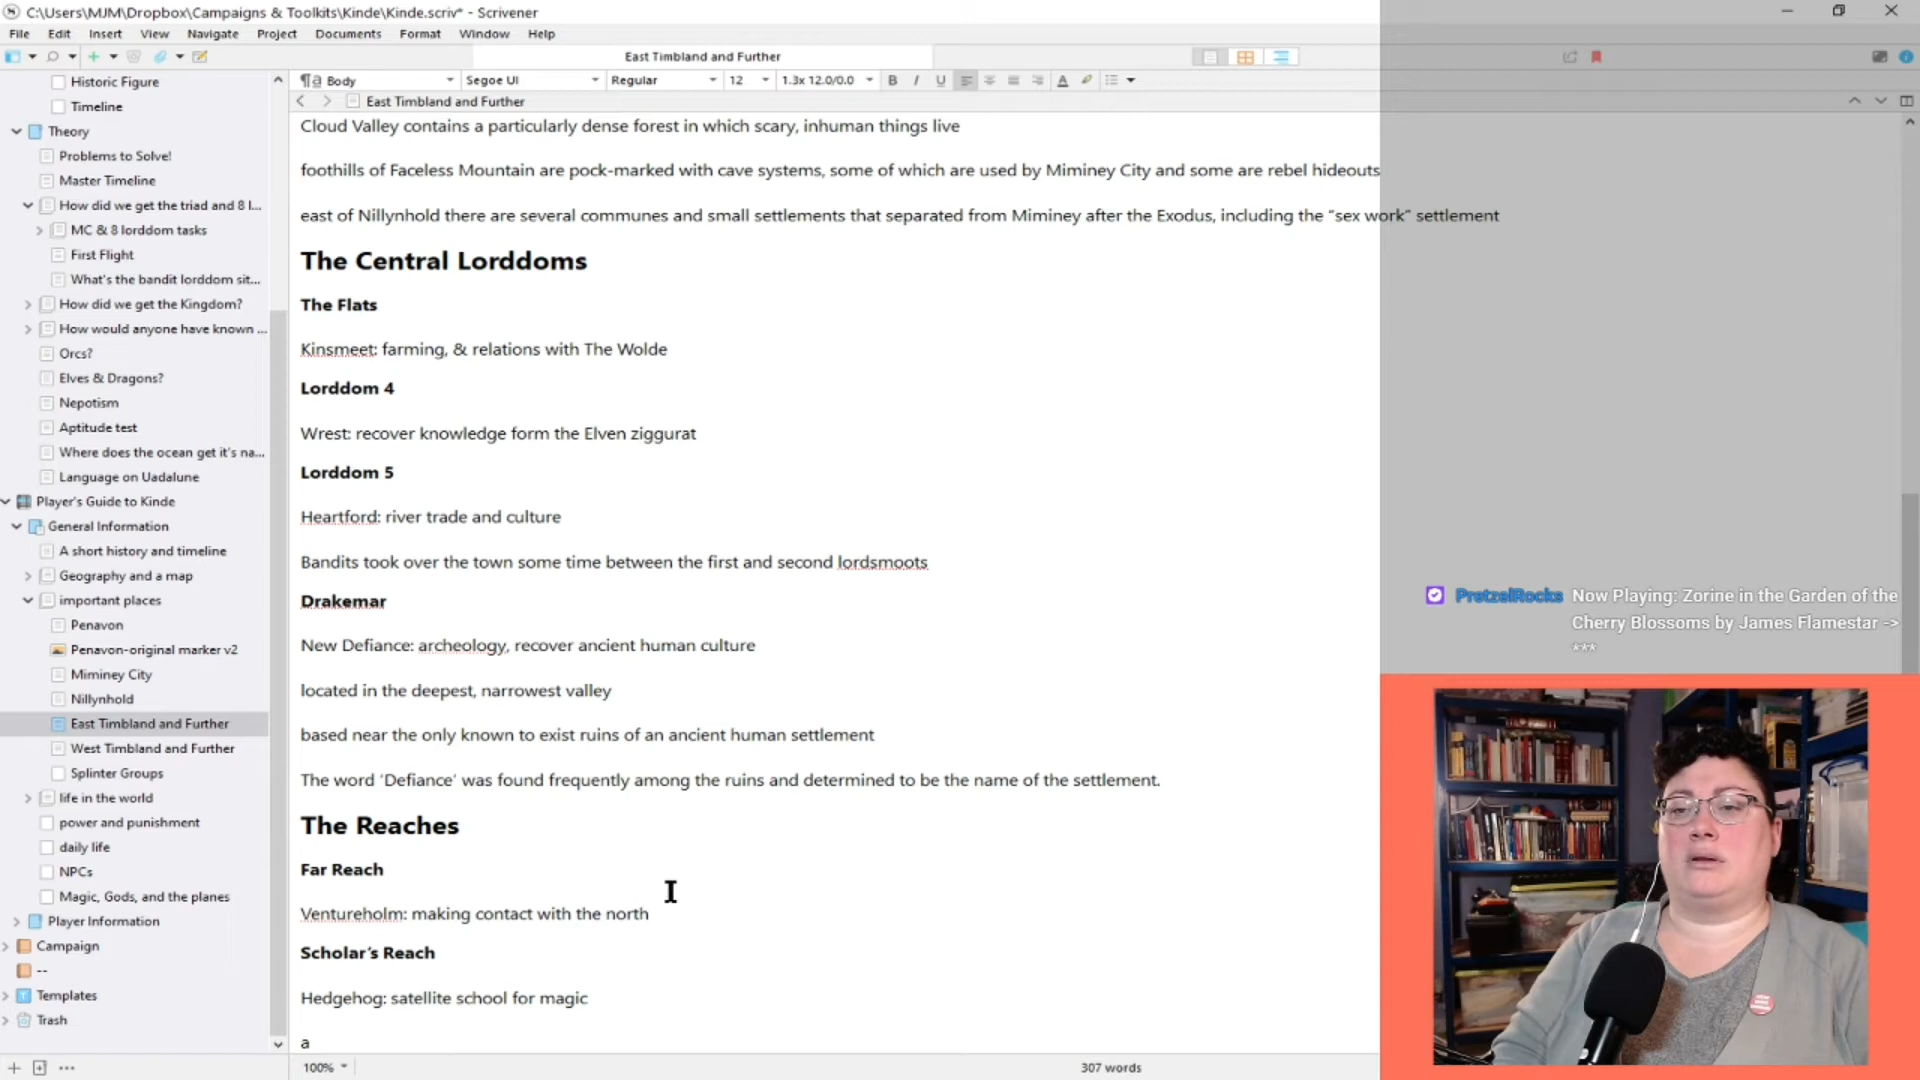 C:\Users\MJM\Dropbox\Campaigns & Toolkits\Kinde\Kinde.scriv* - Scrivener
File Edit Insert View Navigate Project Documents Format Window Help
East Timbland and Further
Body Segoe UI Regular 12 1.3x 12.0/0.0 B I U A
East Timbland and Further
Historic Figure
Timeline
Theory
Problems to Solve!
Master Timeline
How did we get the triad and 8 l...
MC & 8 lorddom tasks
First Flight
What's the bandit lorddom sit...
How did we get the Kingdom?
How would anyone have known ...
Orcs?
Elves & Dragons?
Nepotism
Aptitude test
Where does the ocean get it's na...
Language on Uadalune
Player's Guide to Kinde
General Information
A short history and timeline
Geography and a map
important places
Penavon
Penavon-original marker v2
Miminey City
Nillynhold
East Timbland and Further
West Timbland and Further
Splinter Groups
life in the world
power and punishment
daily life
NPCs
Magic, Gods, and the planes
Player Information
Campaign
--
Templates
Trash
Cloud Valley contains a particularly dense forest in which scary, inhuman things live
foothills of Faceless Mountain are pock-marked with cave systems, some of which are used by Miminey City and some are rebel hideouts
east of Nillynhold there are several communes and small settlements that separated from Miminey after the Exodus, including the “sex work” settlement
The Central Lorddoms
The Flats
Kinsmeet: farming, & relations with The Wolde
Lorddom 4
Wrest: recover knowledge form the Elven ziggurat
Lorddom 5
Heartford: river trade and culture
Bandits took over the town some time between the first and second lordsmoots
Drakemar
New Defiance: archeology, recover ancient human culture
located in the deepest, narrowest valley
based near the only known to exist ruins of an ancient human settlement
The word ‘Defiance’ was found frequently among the ruins and determined to be the name of the settlement.
The Reaches
Far Reach
Ventureholm: making contact with the north
Scholar’s Reach
Hedgehog: satellite school for magic
a
100% 307 words
PretzelRocks Now Playing: Zorine in the Garden of the
Cherry Blossoms by James Flamestar ->
***